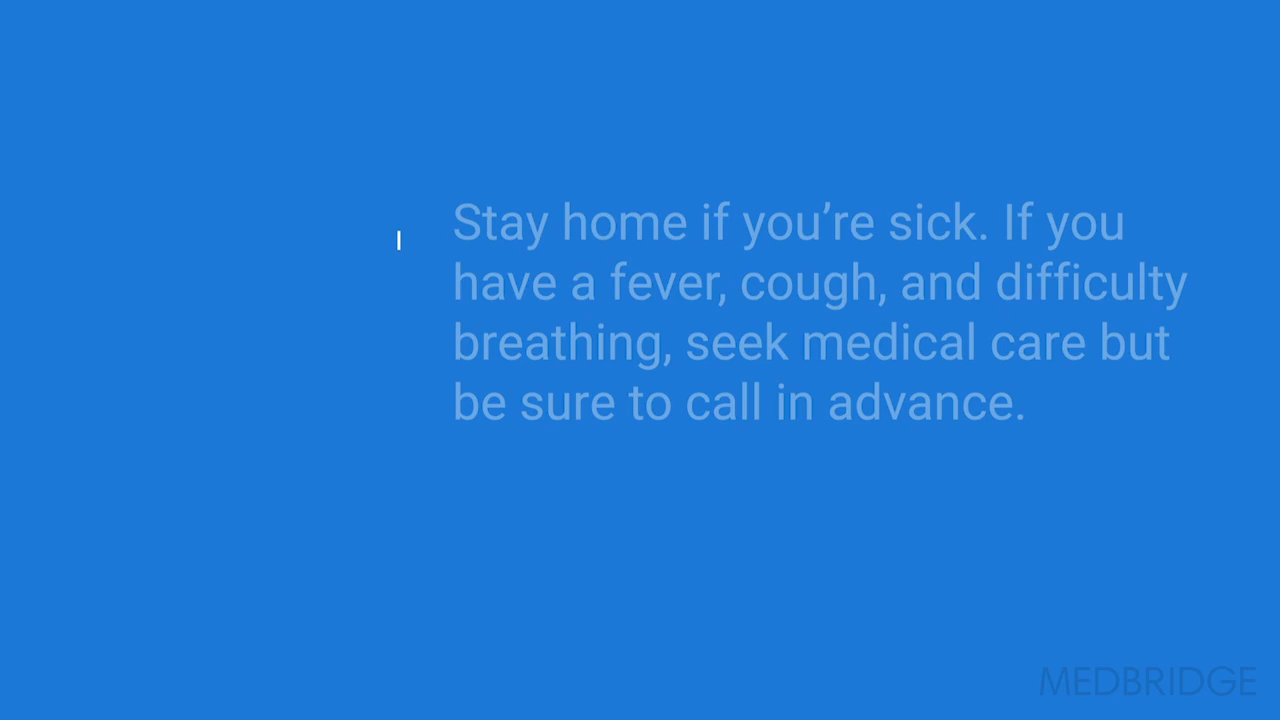 Stay home if you’re sick. If you
have a fever, cough, and difficulty
breathing, seek medical care but
be sure to call in advance.
MEDBRIDGE